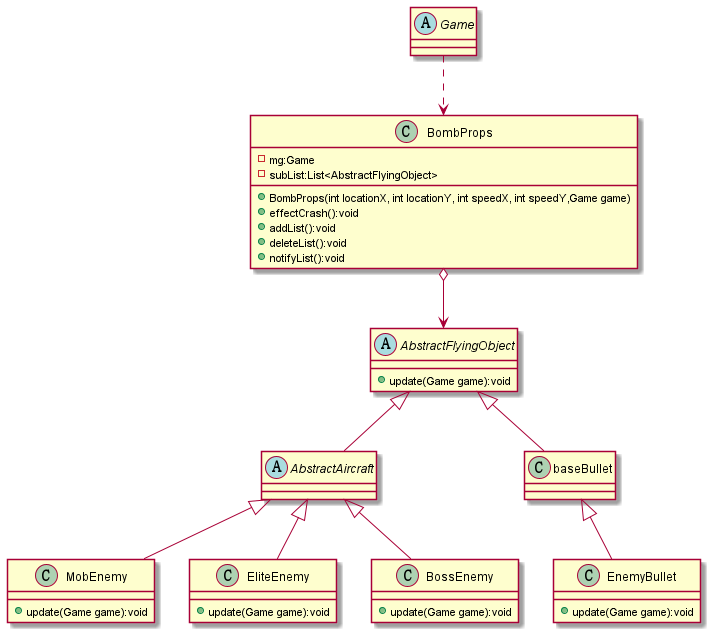 A Game
C BombProps
mg:Game
subList:List<AbstractFlyingObject>
BombProps(int locationX, int locationY, int speedX, int speedY,Game game)
effectCrash():void
addList():void
deleteList():void
notifyList():void
A AbstractFlyingObject
update(Game game):void
A AbstractAircraft
C baseBullet
C MobEnemy
update(Game game):void
C EliteEnemy
update(Game game):void
C BossEnemy
update(Game game):void
C EnemyBullet
update(Game game):void